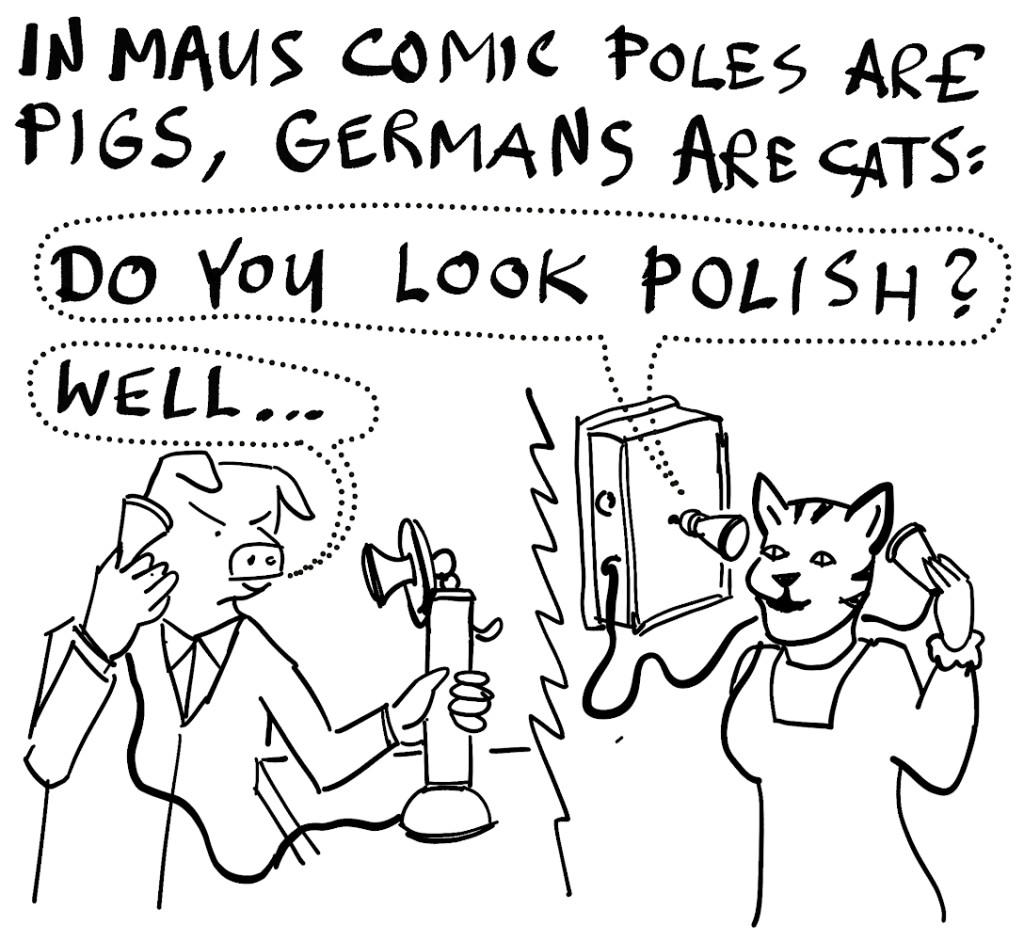 IN MAUS COMIC POLES ARE
PIGS, GERMANS ARE CATS:
DO YOU LOOK POLISH?
WELL...